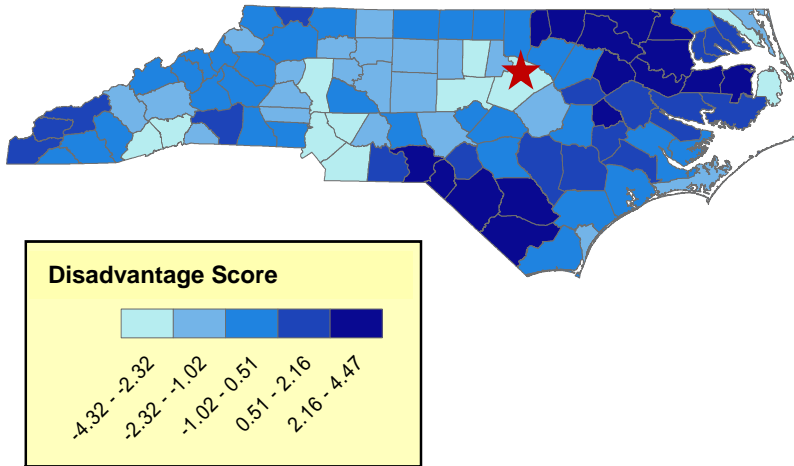 Disadvantage Score
-4.32 - -2.32
-2.32 - -1.02
-1.02 - 0.51
0.51 - 2.16
2.16 - 4.47